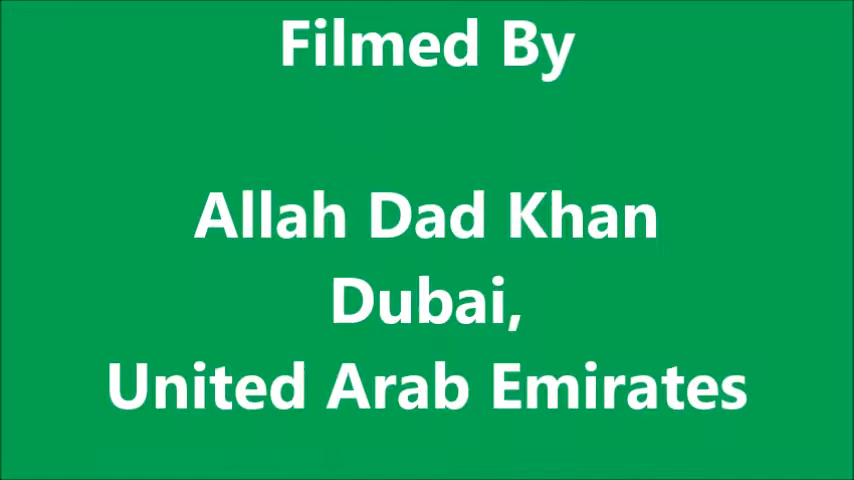 Filmed By
Allah Dad Khan
Dubai,
United Arab Emirates